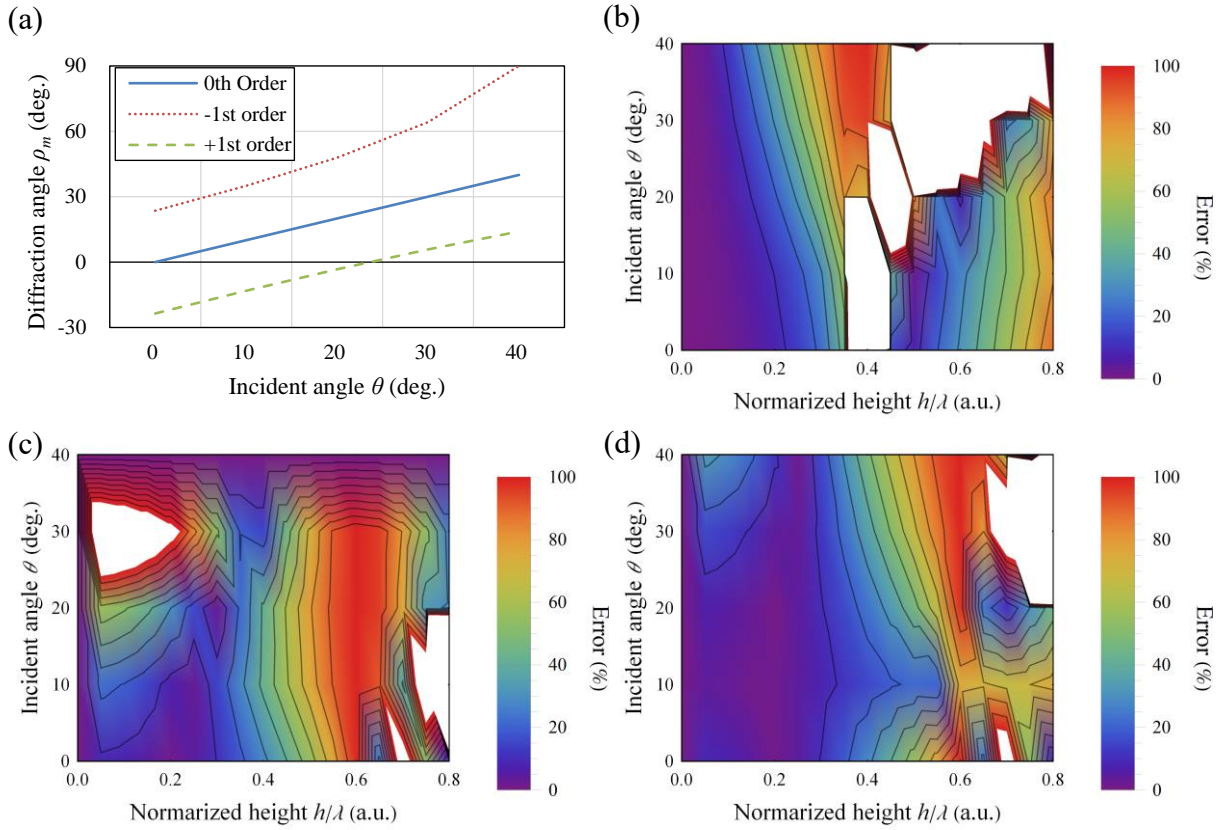 (a)
Diffraction angle ρm (deg.)
90
60
30
0
-30
0th Order
-1st order
+1st order
0 10 20 30 40
Incident angle θ (deg.)
(b)
Incident angle θ (deg.)
40
30
20
10
0
0.0 0.2 0.4 0.6 0.8
Normarized height h/λ (a.u.)
100
80
60
40
20
0
Error (%)
(c)
Incident angle θ (deg.)
40
30
20
10
0
0.0 0.2 0.4 0.6 0.8
Normarized height h/λ (a.u.)
100
80
60
40
20
0
Error (%)
(d)
Incident angle θ (deg.)
40
30
20
10
0
0.0 0.2 0.4 0.6 0.8
Normarized height h/λ (a.u.)
100
80
60
40
20
0
Error (%)